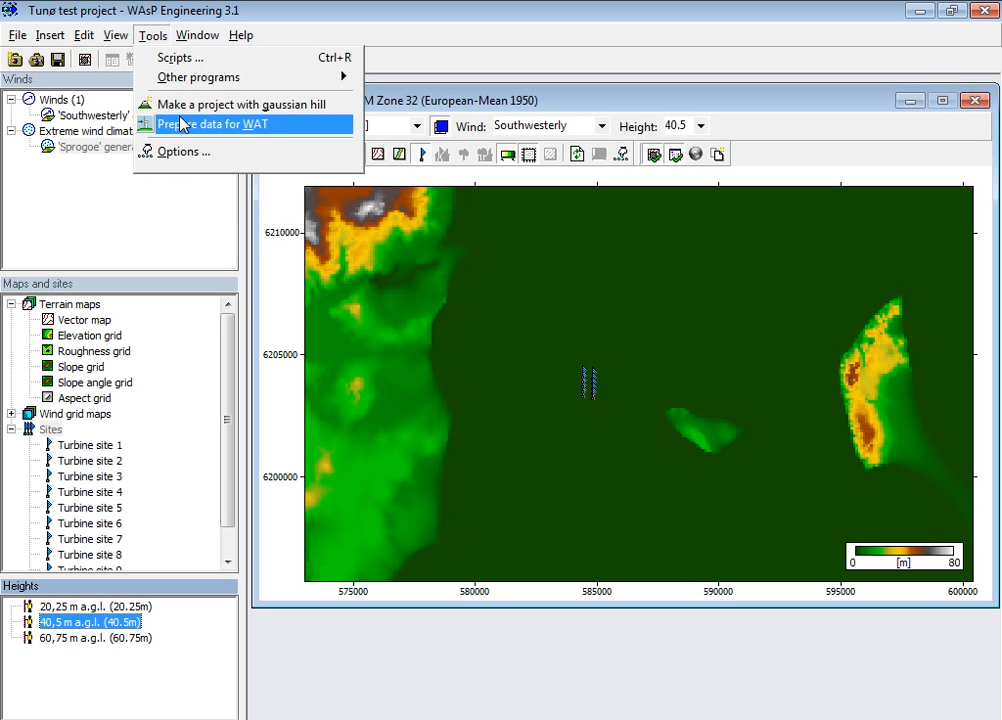 Tunø test project - WAsP Engineering 3.1
File Insert Edit View Tools Window Help
Scripts ... Ctrl+R
Other programs
Make a project with gaussian hill
Prepare data for WAT
Options ...
Winds
Winds (1)
'Southwesterly'
Extreme wind climat
'Sprogoe' genera
M Zone 32 (European-Mean 1950)
] Wind: Southwesterly Height: 40.5
Maps and sites
Terrain maps
Vector map
Elevation grid
Roughness grid
Slope grid
Slope angle grid
Aspect grid
Wind grid maps
Sites
Turbine site 1
Turbine site 2
Turbine site 3
Turbine site 4
Turbine site 5
Turbine site 6
Turbine site 7
Turbine site 8
Heights
20,25 m a.g.l. (20.25m)
40,5 m a.g.l. (40.5m)
60,75 m a.g.l. (60.75m)
6210000
6205000
6200000
575000 580000 585000 590000 595000 600000
0 [m] 80